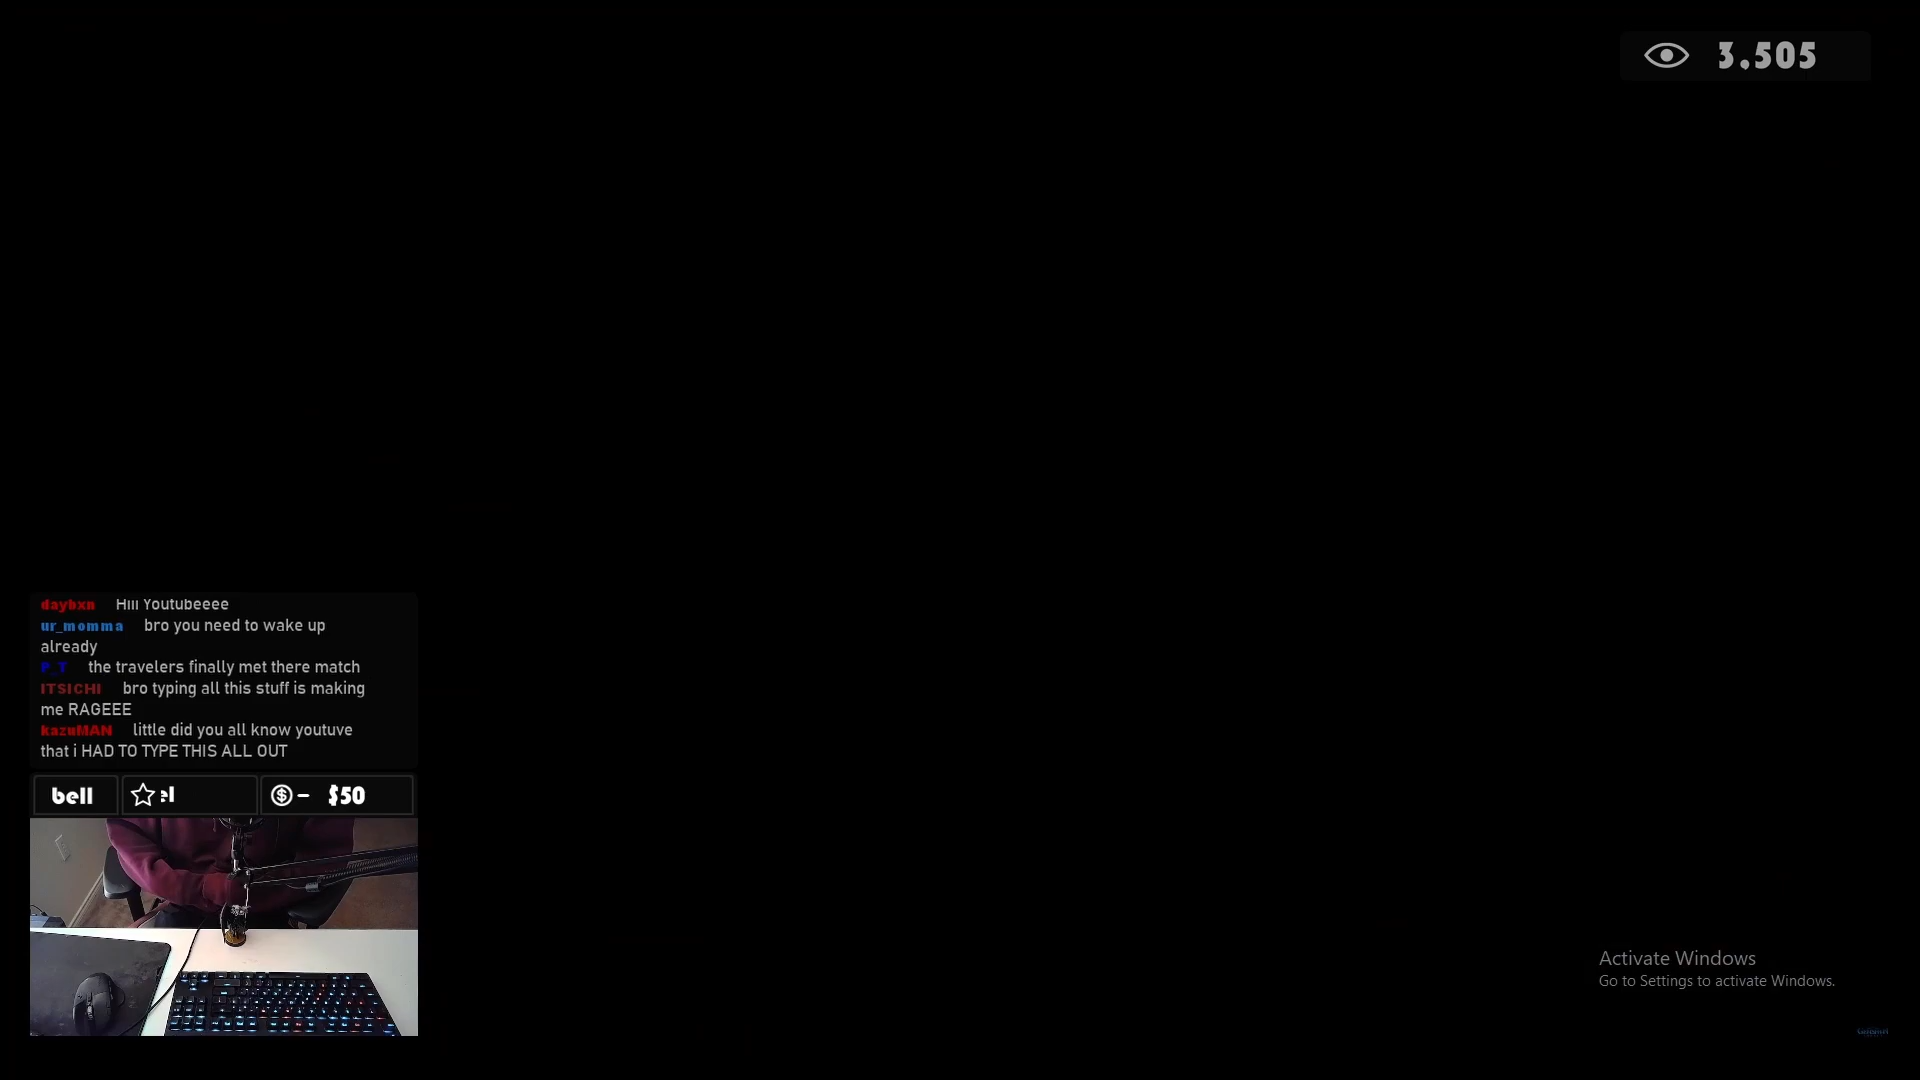 3.505
daybxn Hiii Youtubeeee
ur_momma bro you need to wake up
already
P_T the travelers finally met there match
ITSICHI bro typing all this stuff is making
me RAGEEE
kazuMAN little did you all know youtuve
that i HAD TO TYPE THIS ALL OUT
bell
el
- $50
Activate Windows
Go to Settings to activate Windows.